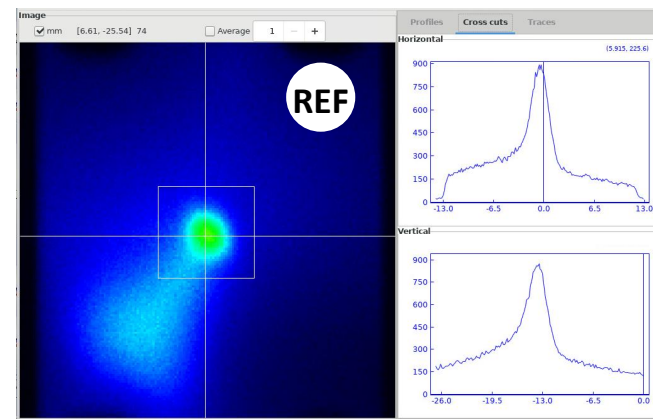 Image
mm [6.61, -25.54] 74 Average 1 − +
REF
Profiles Cross cuts Traces
Horizontal
(5.915, 225.6)
900
750
600
450
300
150
0
-13.0 -6.5 0.0 6.5 13.0
Vertical
900
750
600
450
300
150
0
-26.0 -19.5 -13.0 -6.5 0.0